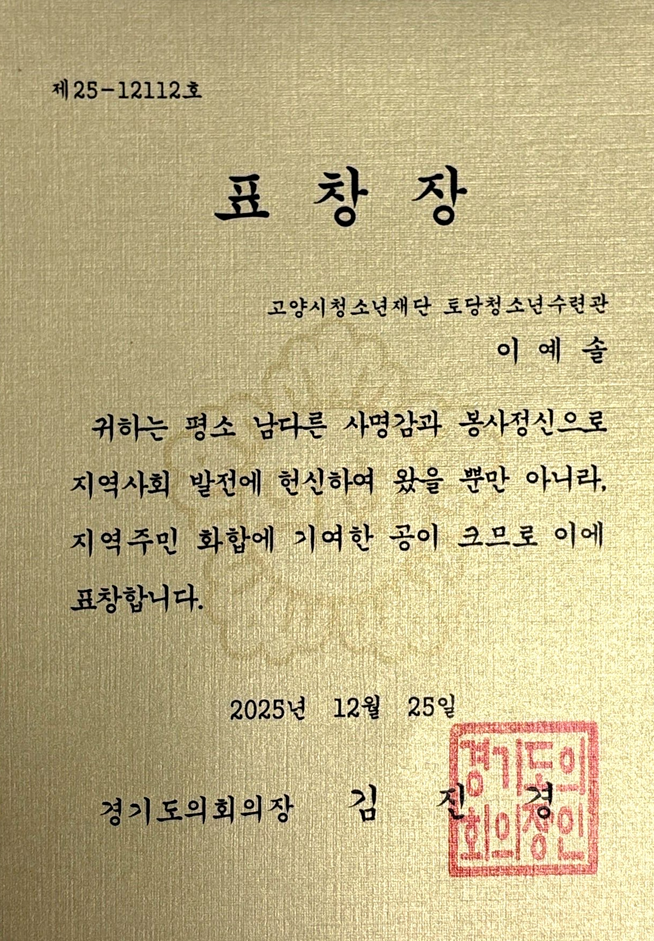 제25-12112호
표 창 장
고양시청소년재단 토당청소년수련관
이 예 솔
귀하는 평소 남다른 사명감과 봉사정신으로
지역사회 발전에 헌신하여 왔을 뿐만 아니라,
지역주민 화합에 기여한 공이 크므로 이에
표창합니다.
2025년 12월 25일
경기도의회의장 김 진 경
경기도의
회의장인